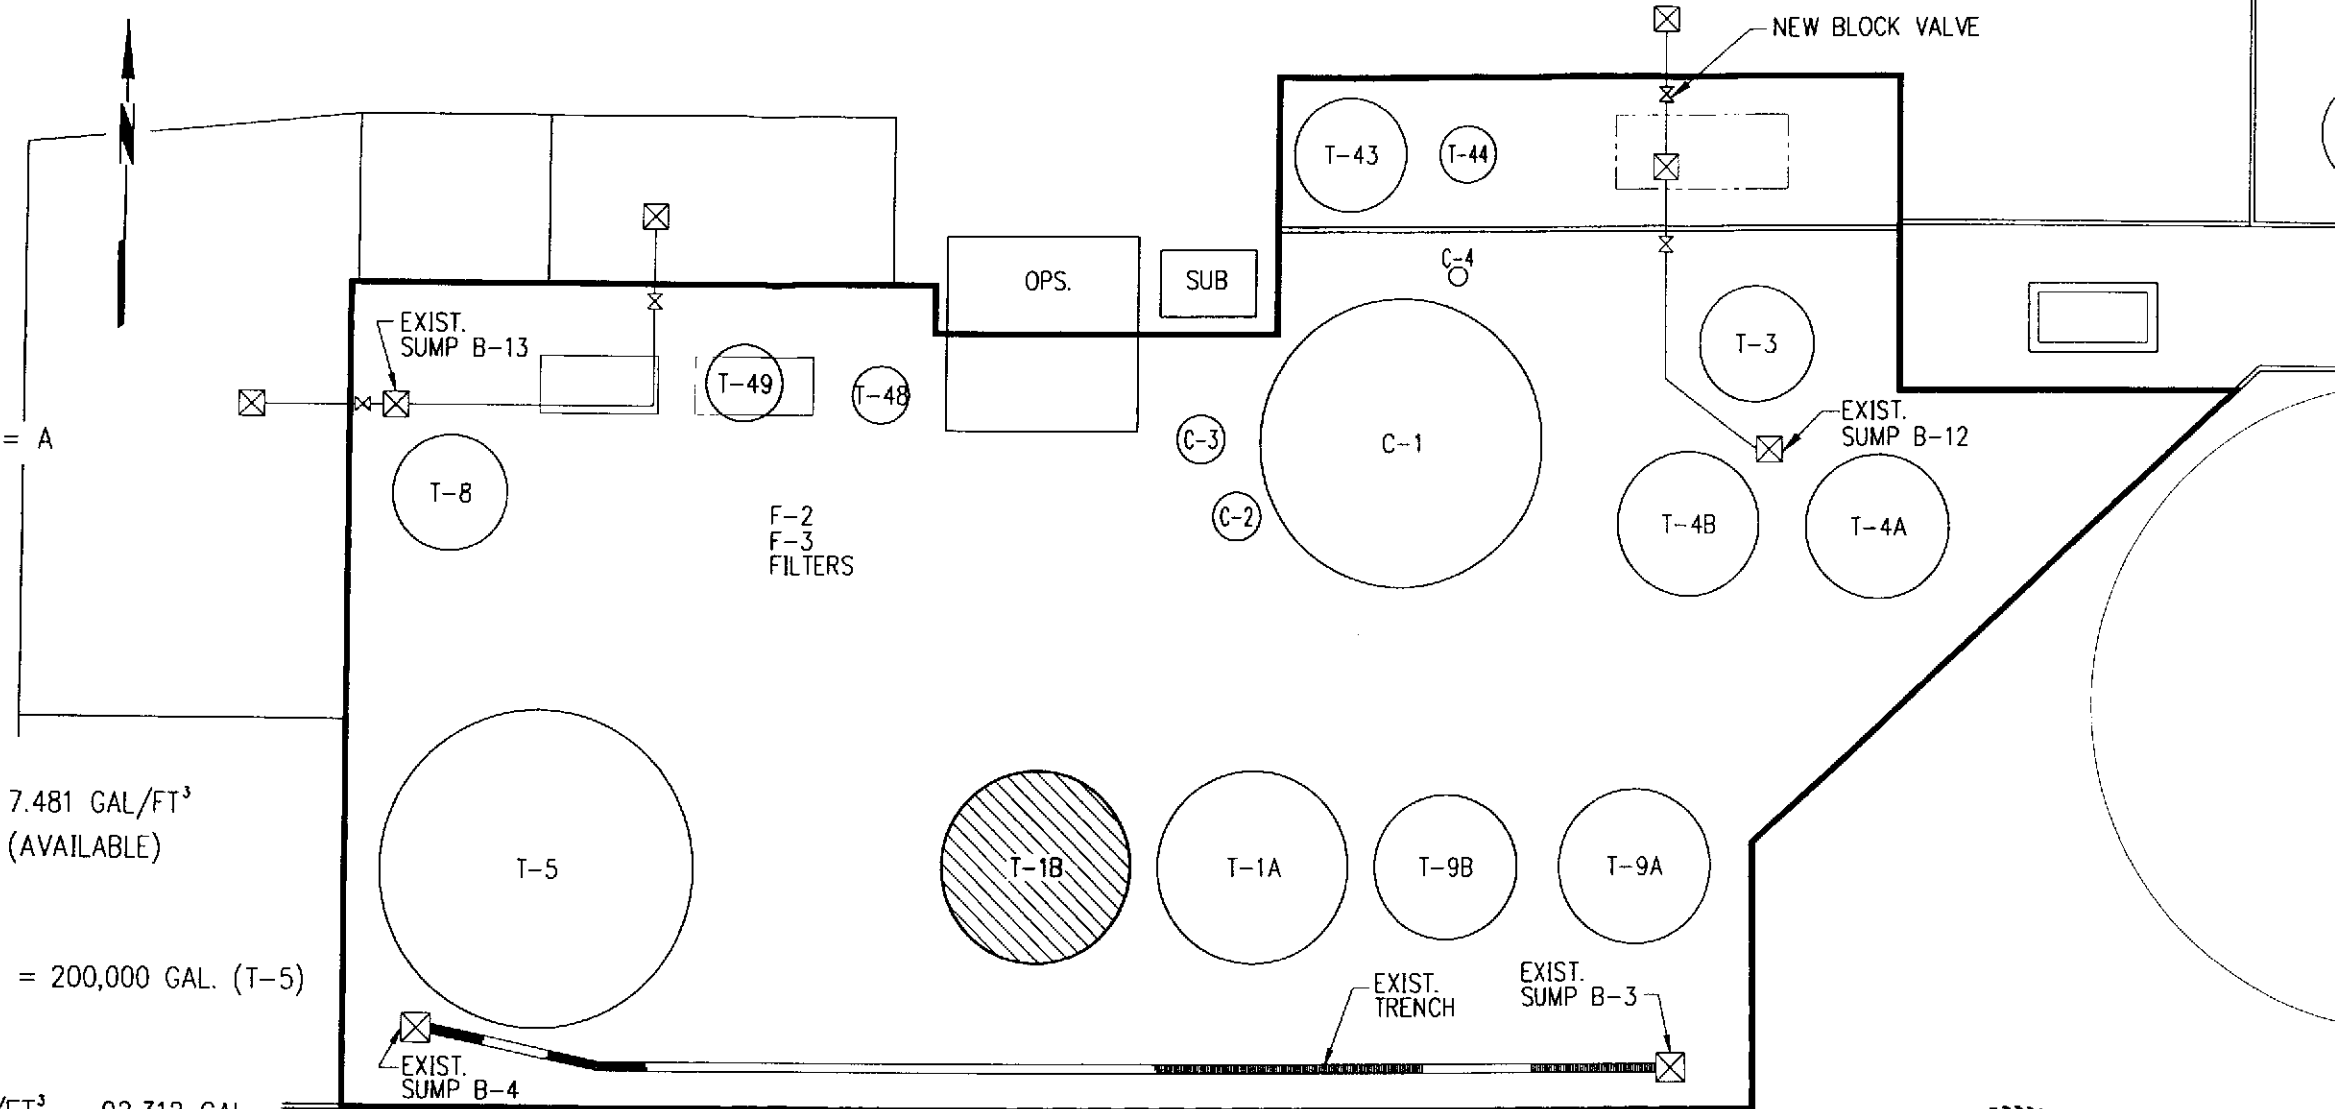 NEW BLOCK VALVE
N
T-43
T-44
C-4
OPS.
SUB
EXIST.
SUMP B-13
T-49
T-48
T-3
= A
C-3
C-1
EXIST.
SUMP B-12
T-8
C-2
T-4B
T-4A
F-2
F-3
FILTERS
7.481 GAL/FT³
(AVAILABLE)
T-5
T-1B
T-1A
T-9B
T-9A
= 200,000 GAL. (T-5)
EXIST.
TRENCH
EXIST.
SUMP B-3
EXIST.
SUMP B-4